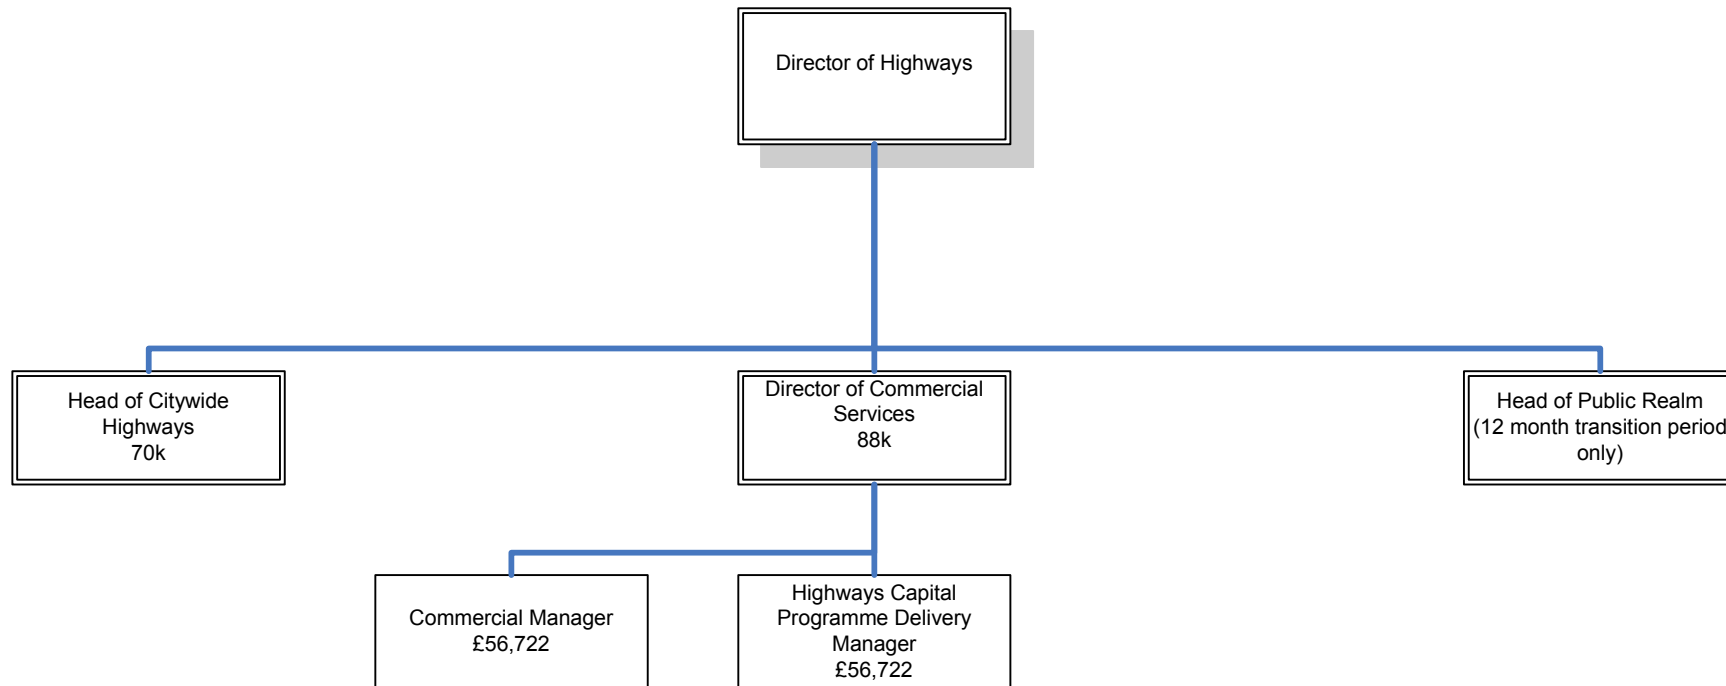 Director of Highways
Head of Citywide
Highways
70k
Director of Commercial
Services
88k
Head of Public Realm
(12 month transition period
only)
Commercial Manager
£56,722
Highways Capital
Programme Delivery
Manager
£56,722